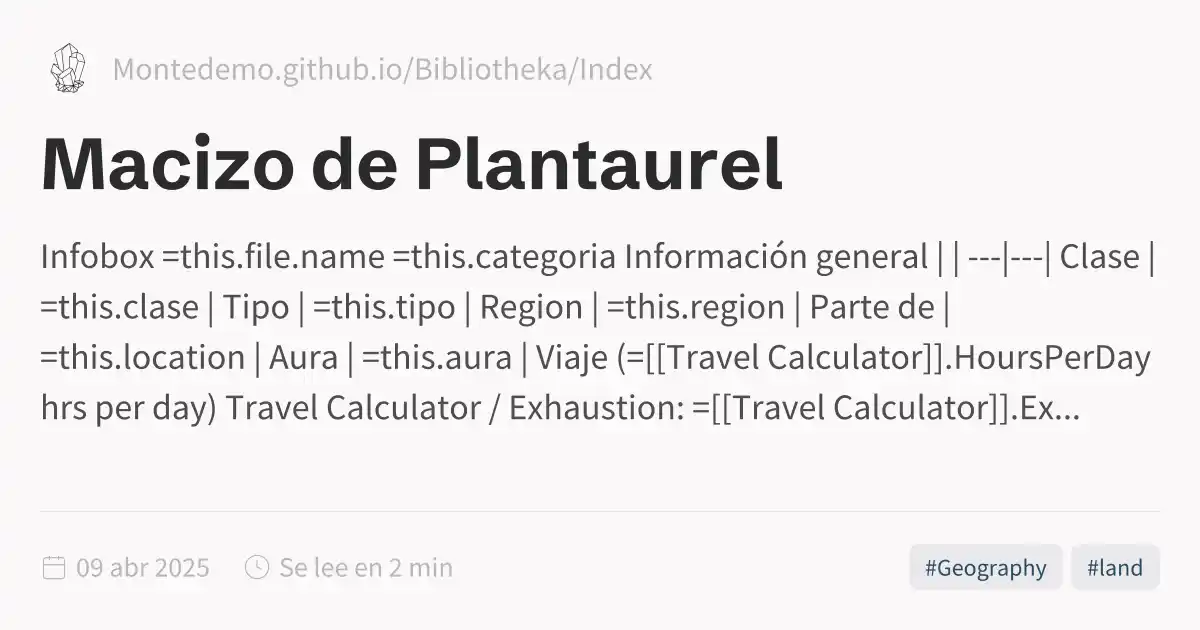 Montedemo.github.io/Bibliotheka/Index
Macizo de Plantaurel
Infobox =this.file.name =this.categoria Información general | | ---|---| Clase |
=this.clase | Tipo | =this.tipo | Region | =this.region | Parte de |
=this.location | Aura | =this.aura | Viaje (=[[Travel Calculator]].HoursPerDay
hrs per day) Travel Calculator / Exhaustion: =[[Travel Calculator]].Ex...
09 abr 2025
Se lee en 2 min
#Geography
#land